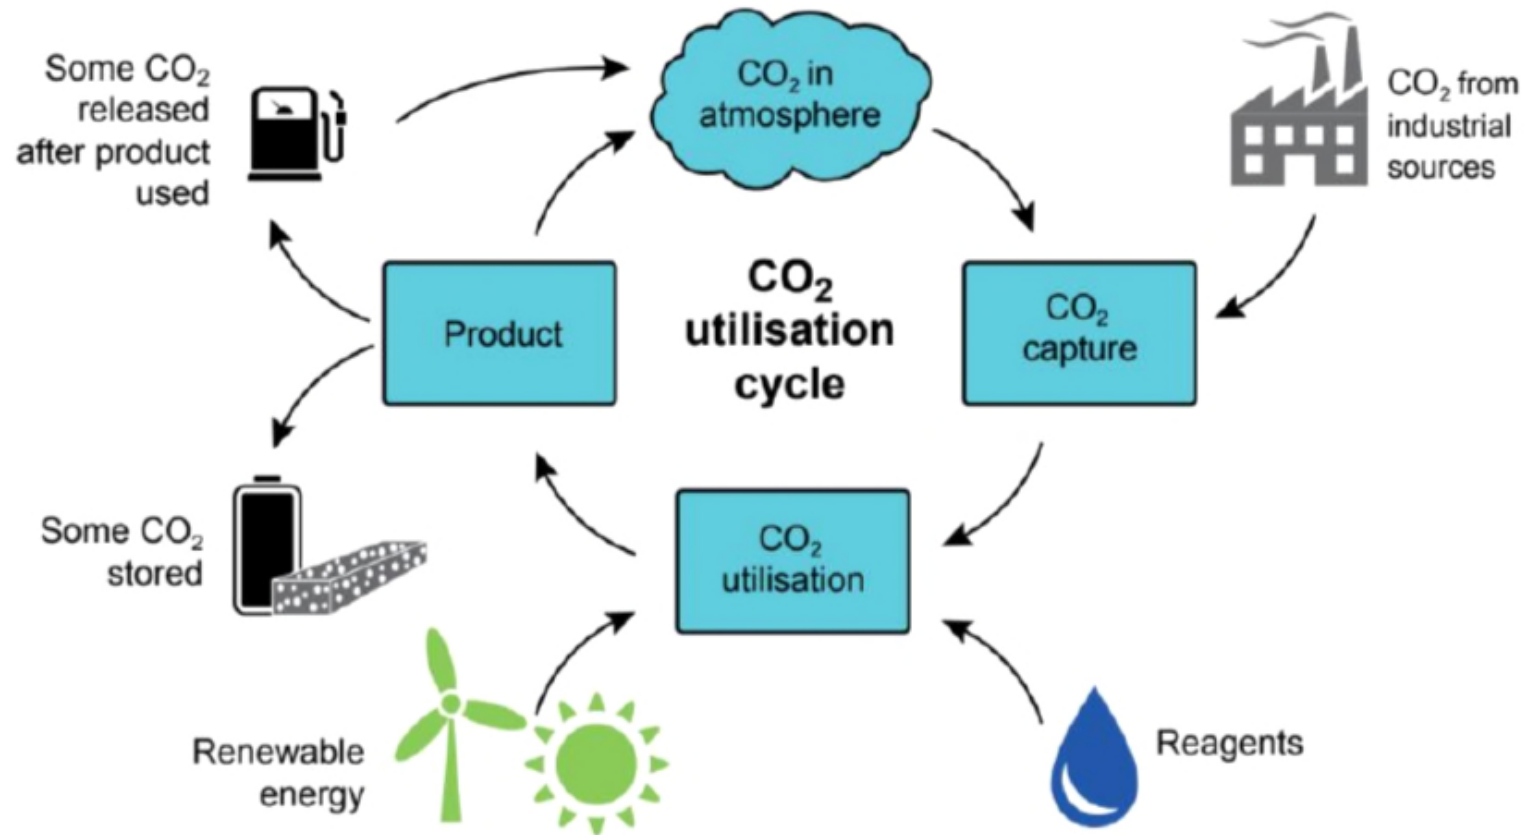 Some CO₂
released
after product
used
CO₂ in
atmosphere
CO₂ from
industrial
sources
Product
CO₂
utilisation
cycle
CO₂
capture
Some CO₂
stored
CO₂
utilisation
Renewable
energy
Reagents